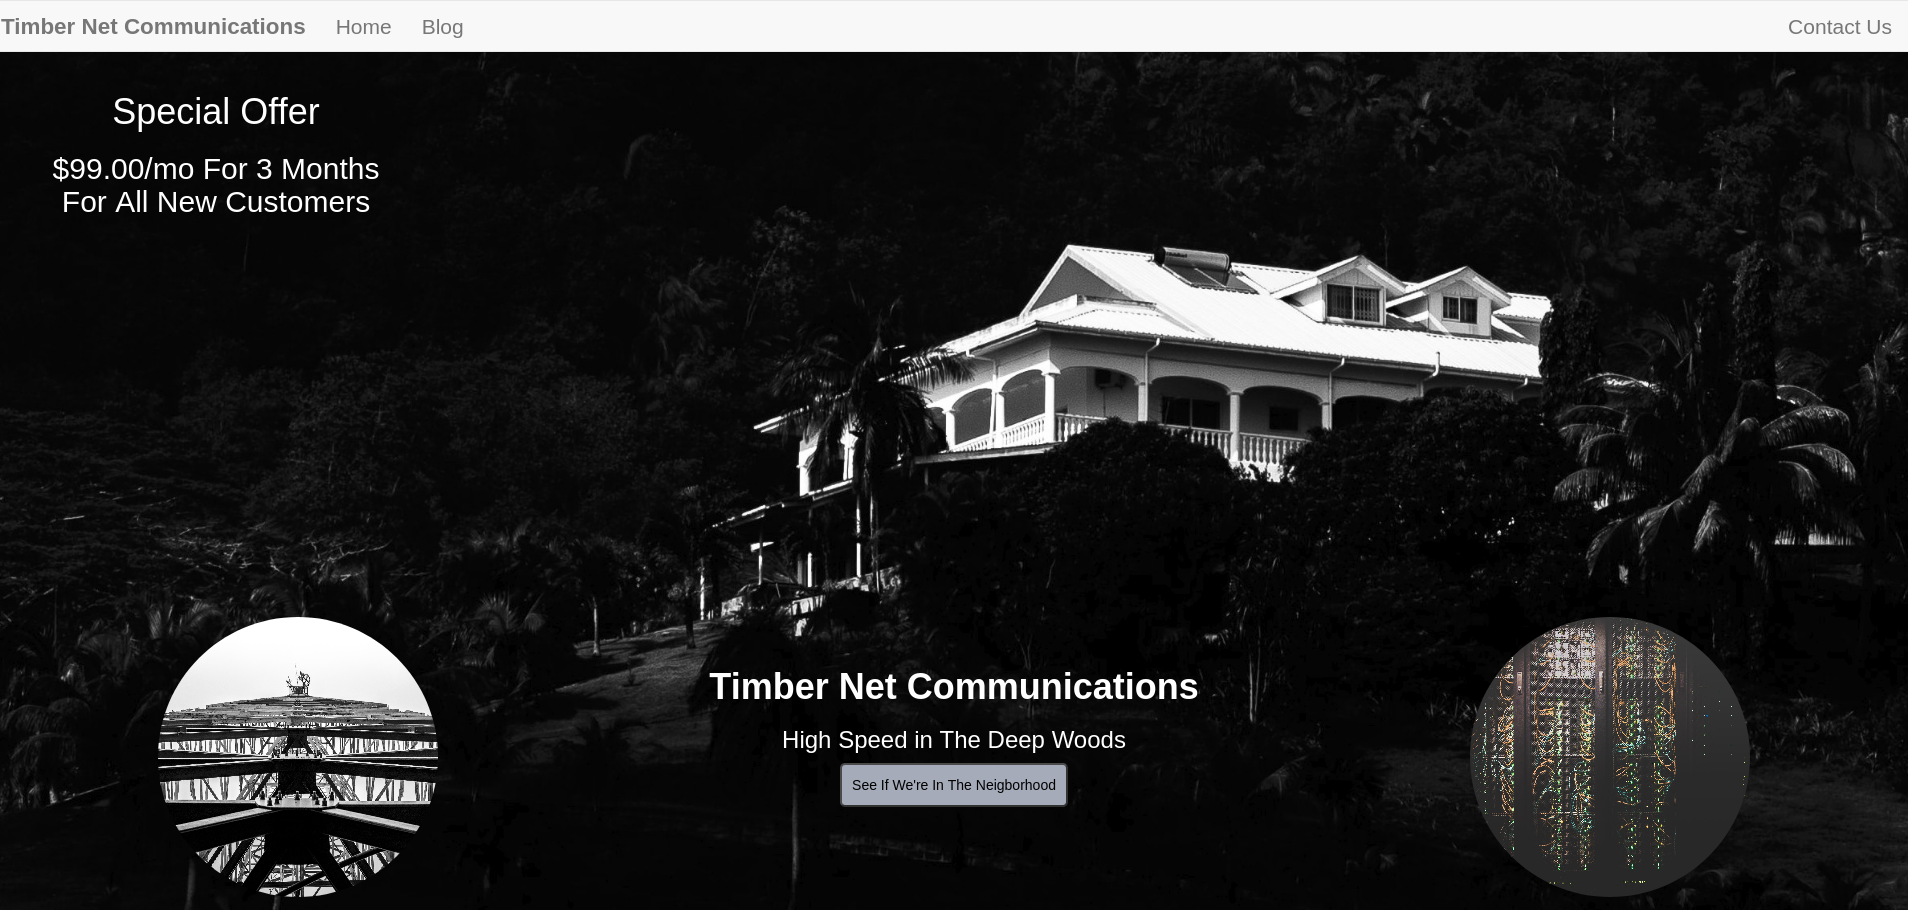 Timber Net Communications Home Blog Contact Us
Special Offer
$99.00/mo For 3 Months
For All New Customers
Timber Net Communications
High Speed in The Deep Woods
See If We're In The Neigborhood